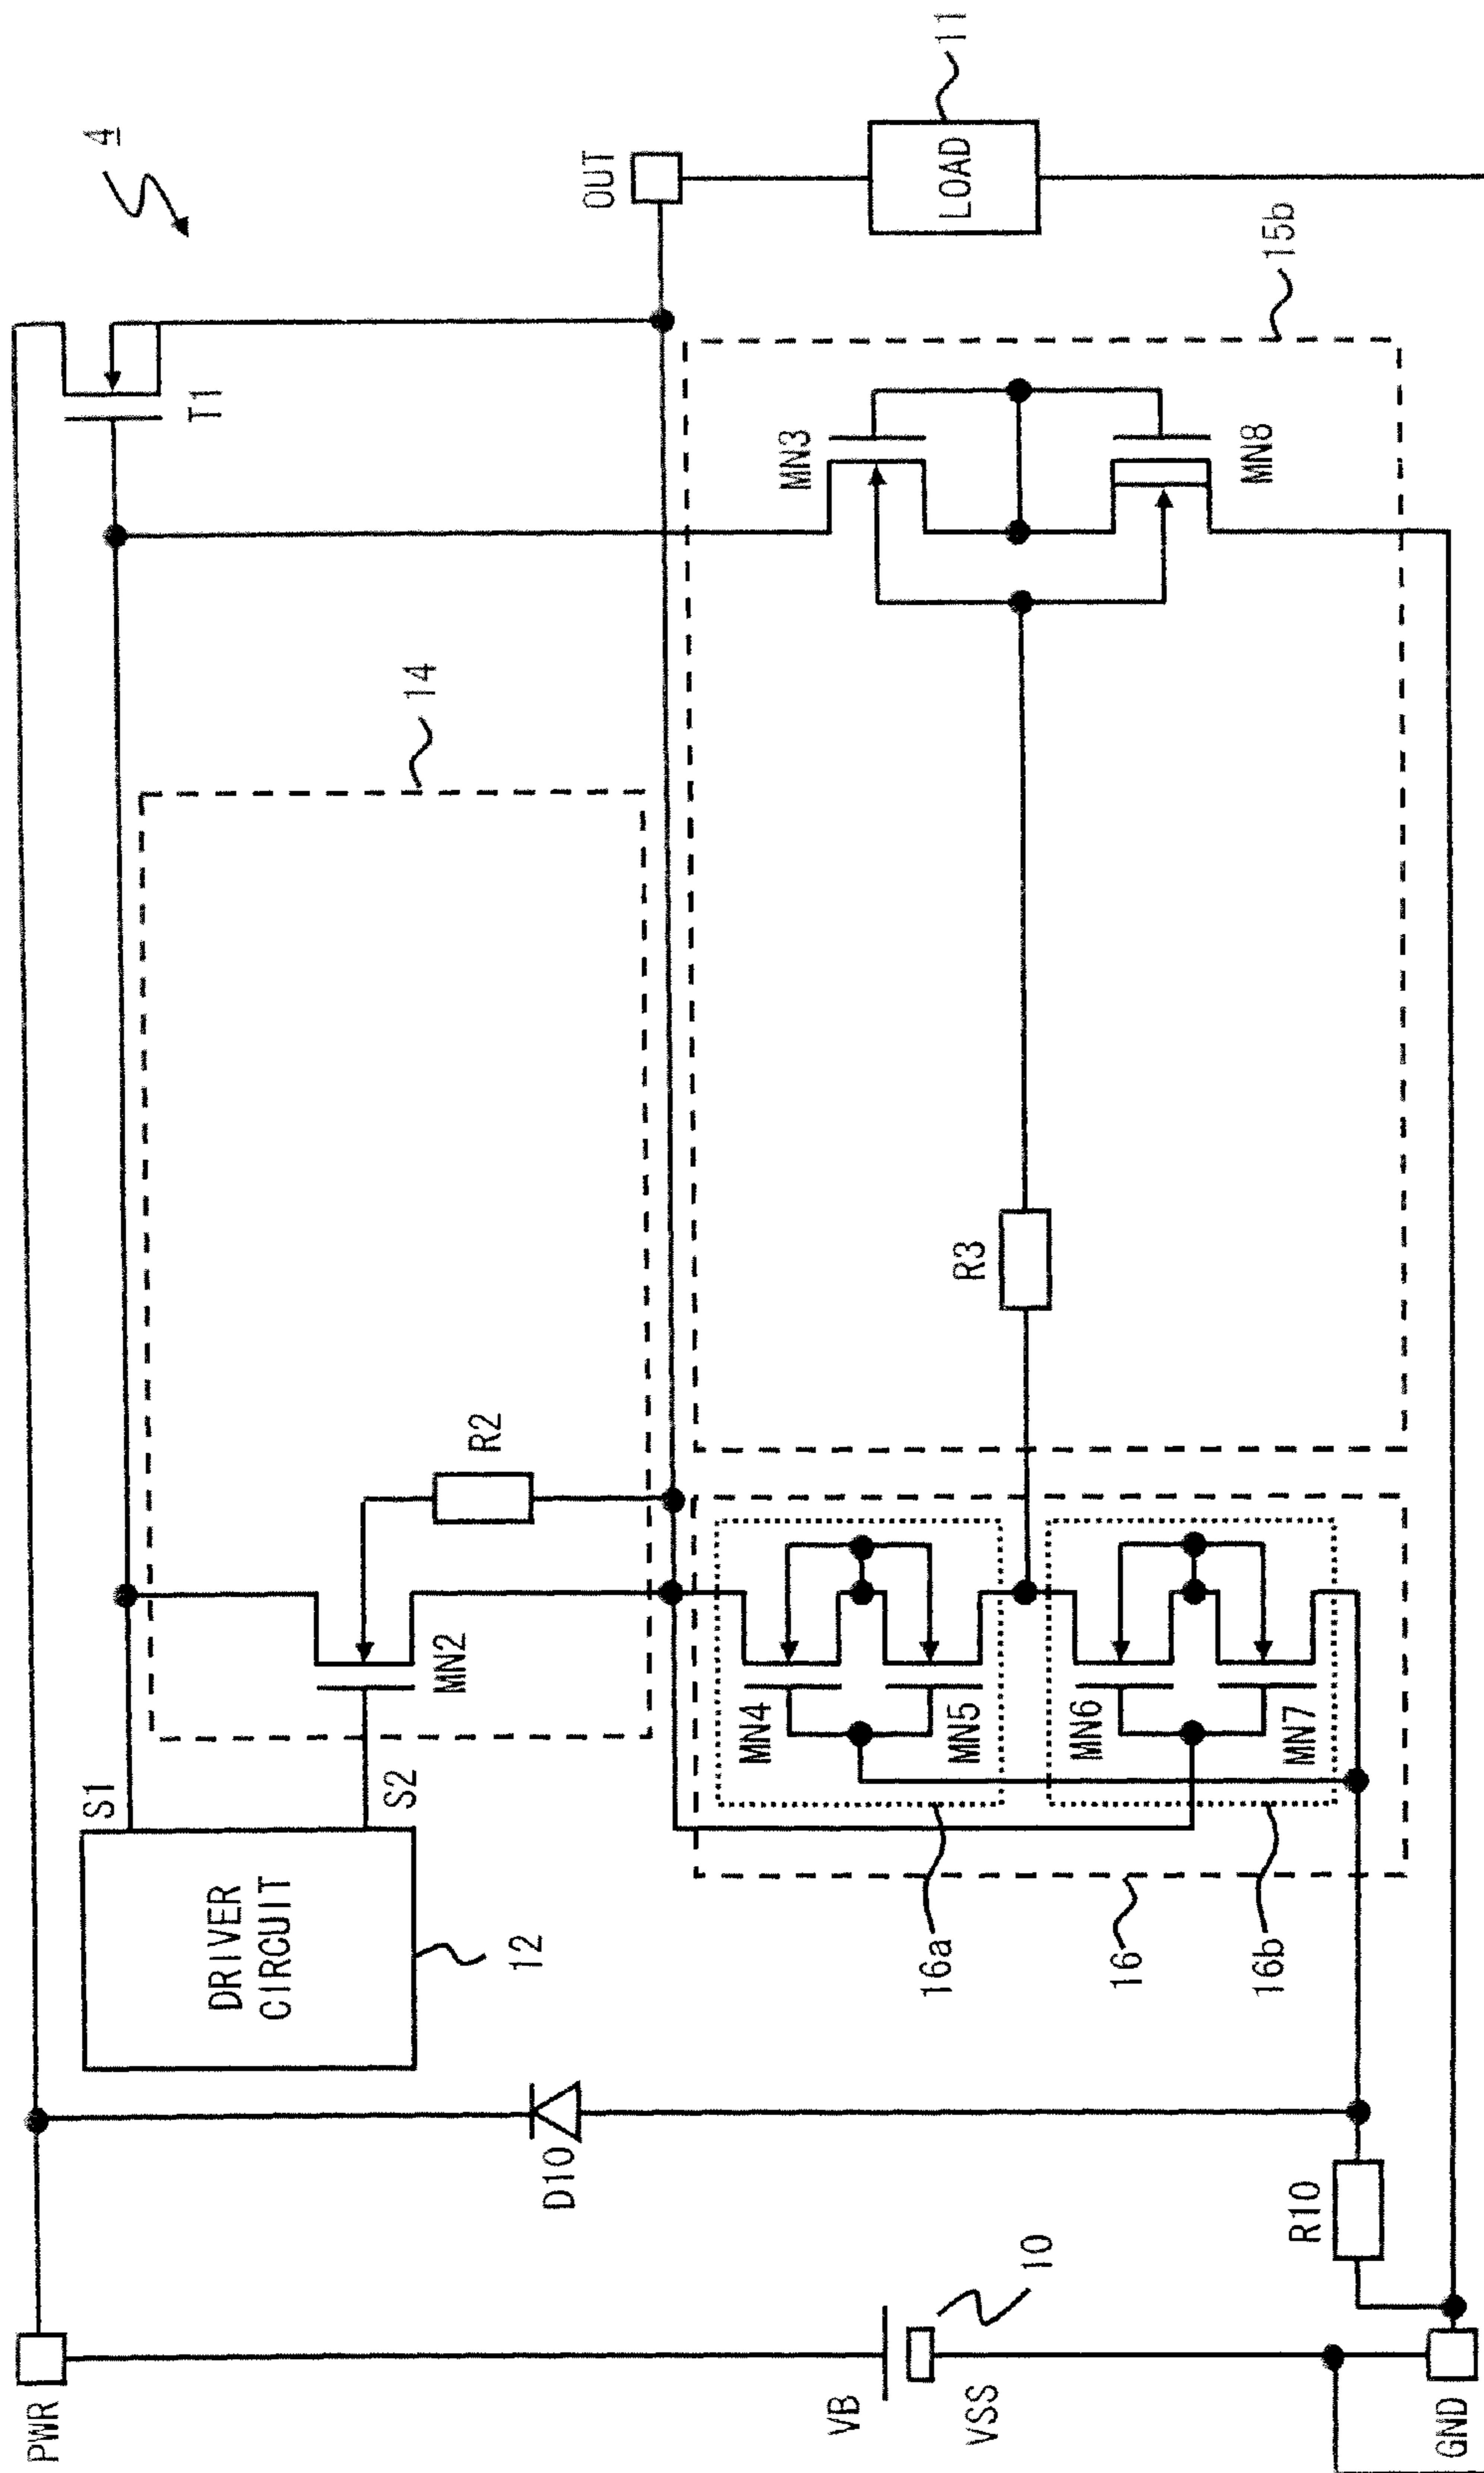 4
PWR
D10
DRIVER
CIRCUIT
12
S1
S2
MN2
R2
14
T1
OUT
LOAD
11
VB
VSS
10
MN4
MN5
MN6
MN7
16a
16
16b
R3
MN3
MN8
15b
R10
GND